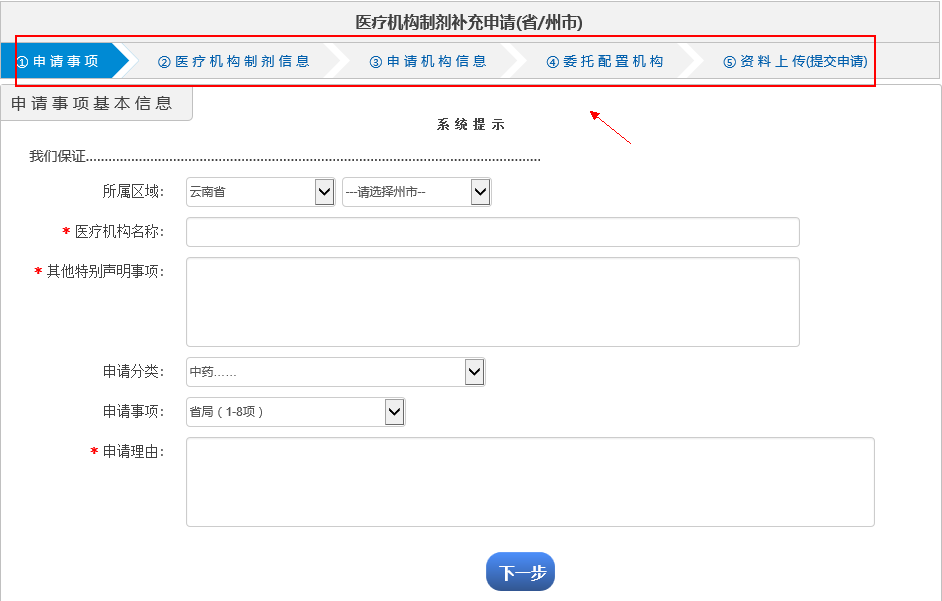 医疗机构制剂补充申请(省/州市)
①申请事项 ②医疗机构制剂信息 ③申请机构信息 ④委托配置机构 ⑤资料上传(提交申请)
申请事项基本信息
系统提示
我们保证........................................................................................................................
所属区域: 云南省 ---请选择州市--
* 医疗机构名称:
* 其他特别声明事项:
申请分类: 中药……
申请事项: 省局（1-8项）
* 申请理由:
下一步